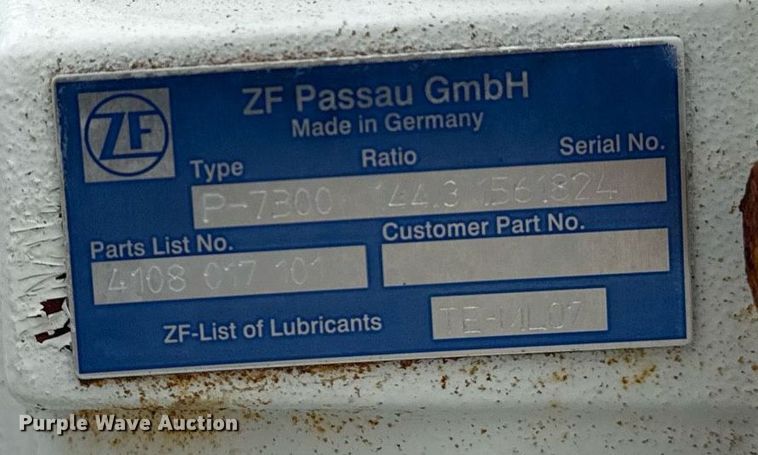 ZF
ZF Passau GmbH
Made in Germany
Type Ratio Serial No.
P-7300 144.3 1561824
Parts List No. Customer Part No.
4108 017 101
ZF-List of Lubricants TE-ML07
Purple Wave Auction